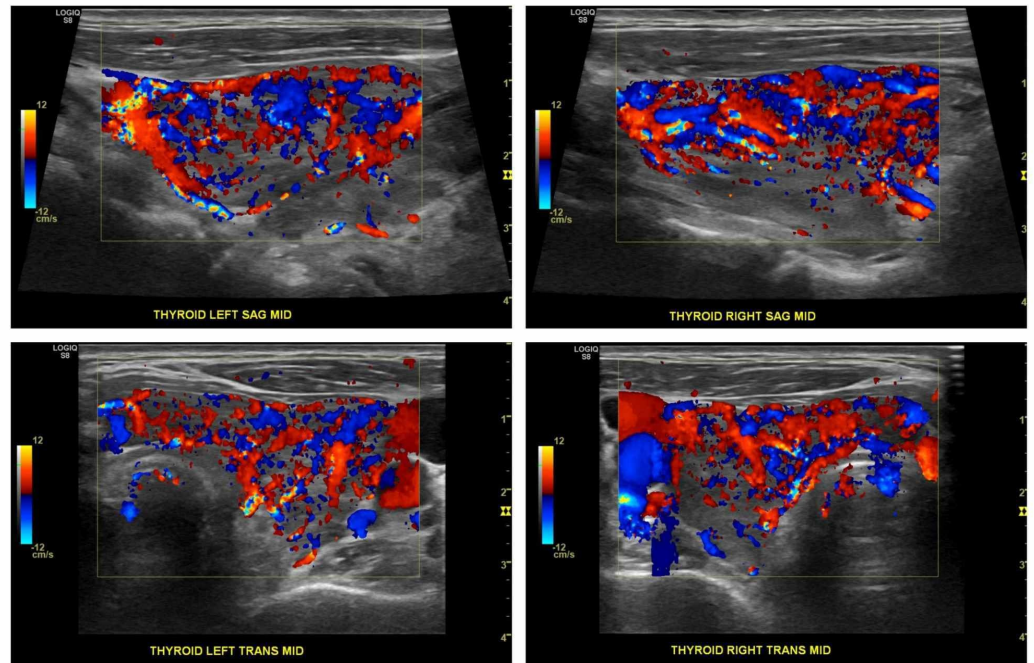 LOGIQ
S8
12
-12
cm/s
1
2
3
4
THYROID LEFT SAG MID
LOGIQ
S8
12
-12
cm/s
1
2
3
4
THYROID RIGHT SAG MID
LOGIQ
S8
12
-12
cm/s
1
2
3
4
THYROID LEFT TRANS MID
LOGIQ
S8
12
-12
cm/s
1
2
3
4
THYROID RIGHT TRANS MID